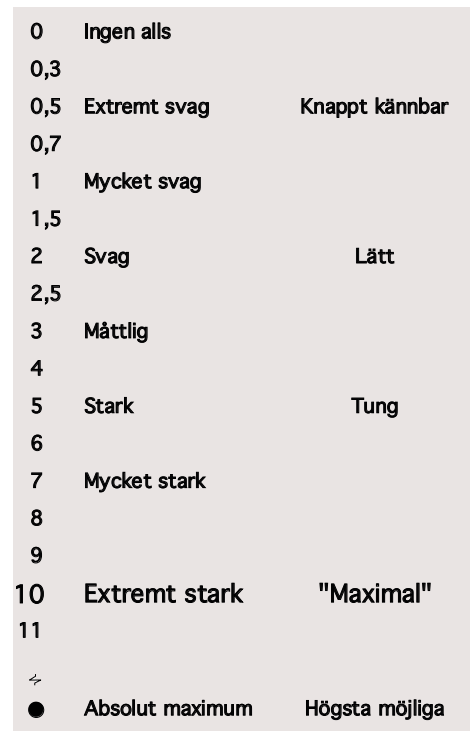 0 Ingen alls
0,3
0,5 Extremt svag Knappt kännbar
0,7
1 Mycket svag
1,5
2 Svag Lätt
2,5
3 Måttlig
4
5 Stark Tung
6
7 Mycket stark
8
9
10 Extremt stark "Maximal"
11
● Absolut maximum Högsta möjliga